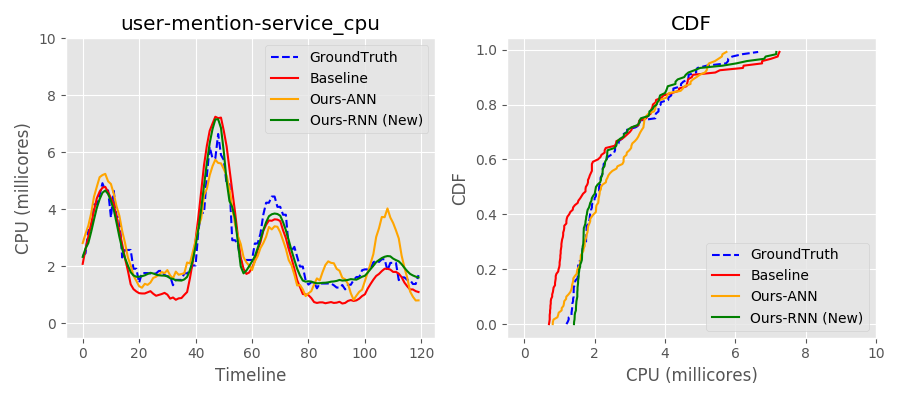 user-mention-service_cpu
10
8
6
4
2
0
CPU (millicores)
GroundTruth
Baseline
Ours-ANN
Ours-RNN (New)
0 20 40 60 80 100 120
Timeline
CDF
1.0
0.8
0.6
0.4
0.2
0.0
CDF
GroundTruth
Baseline
Ours-ANN
Ours-RNN (New)
0 2 4 6 8 10
CPU (millicores)